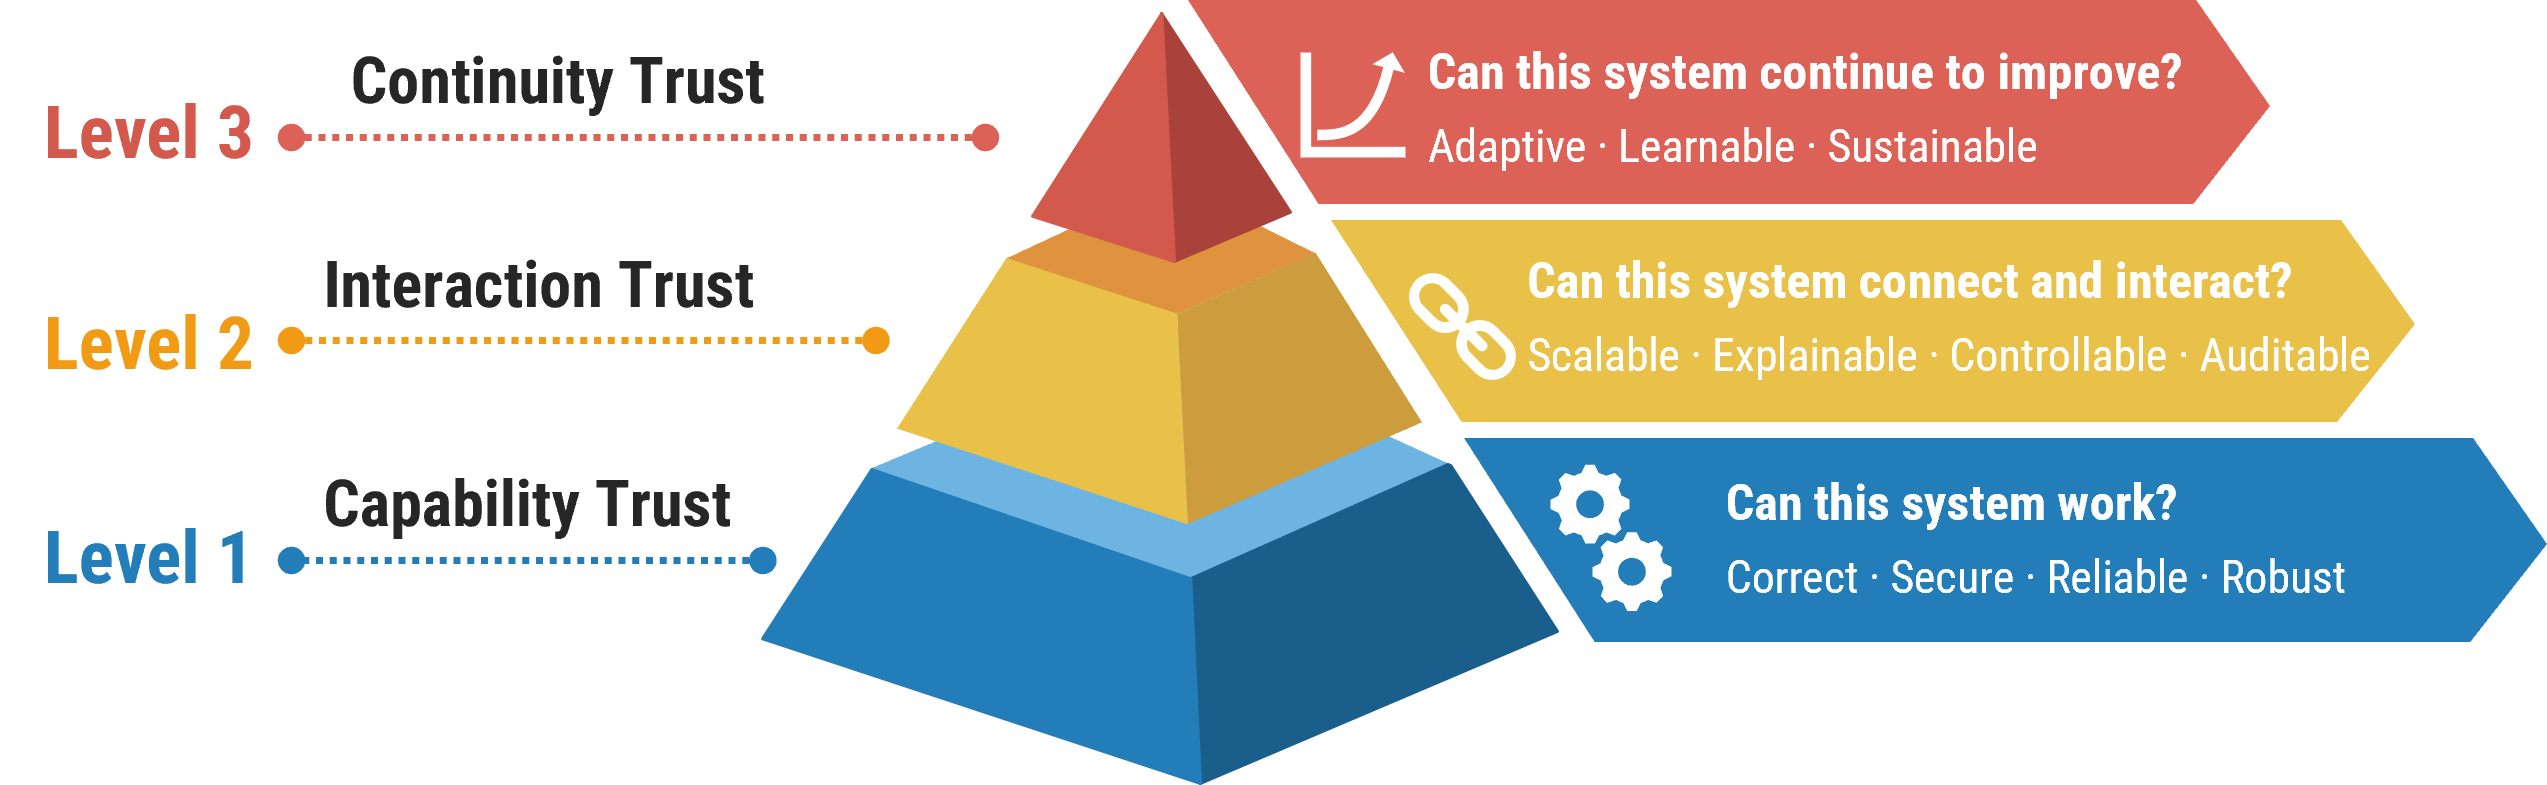 Level 3
Continuity Trust
Can this system continue to improve?
Adaptive · Learnable · Sustainable
Level 2
Interaction Trust
Can this system connect and interact?
Scalable · Explainable · Controllable · Auditable
Level 1
Capability Trust
Can this system work?
Correct · Secure · Reliable · Robust